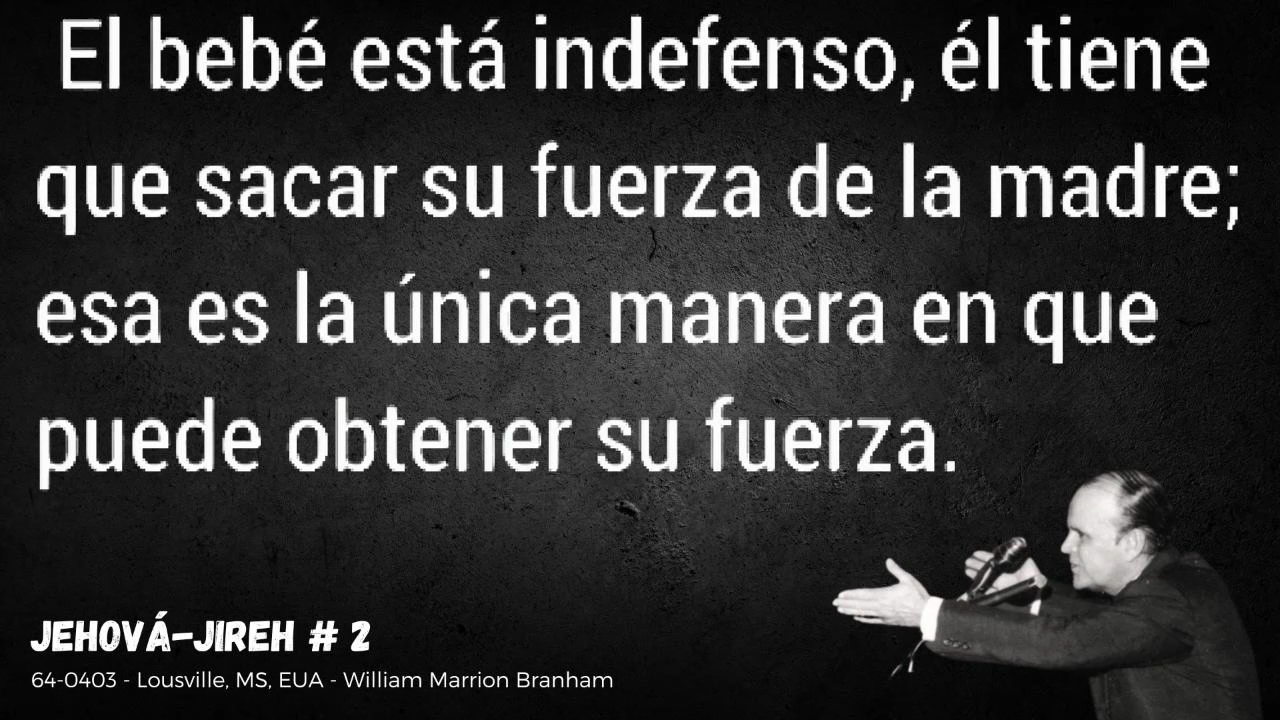 El bebé está indefenso, él tiene
que sacar su fuerza de la madre;
esa es la única manera en que
puede obtener su fuerza.
JEHOVÁ-JIREH # 2
64-0403 - Lousville, MS, EUA - William Marrion Branham